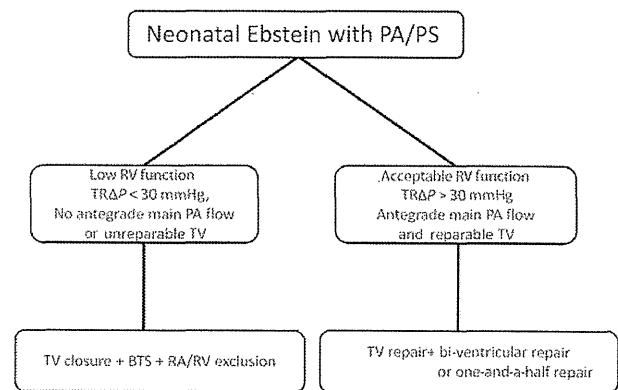 Neonatal Ebstein with PA/PS
Low RV function
TRΔP < 30 mmHg,
No antegrade main PA flow
or unreparable TV
Acceptable RV function
TRΔP > 30 mmHg
Antegrade main PA flow
and reparable TV
TV closure + BTS + RA/RV exclusion
TV repair+ bi-ventricular repair
or one-and-a-half repair